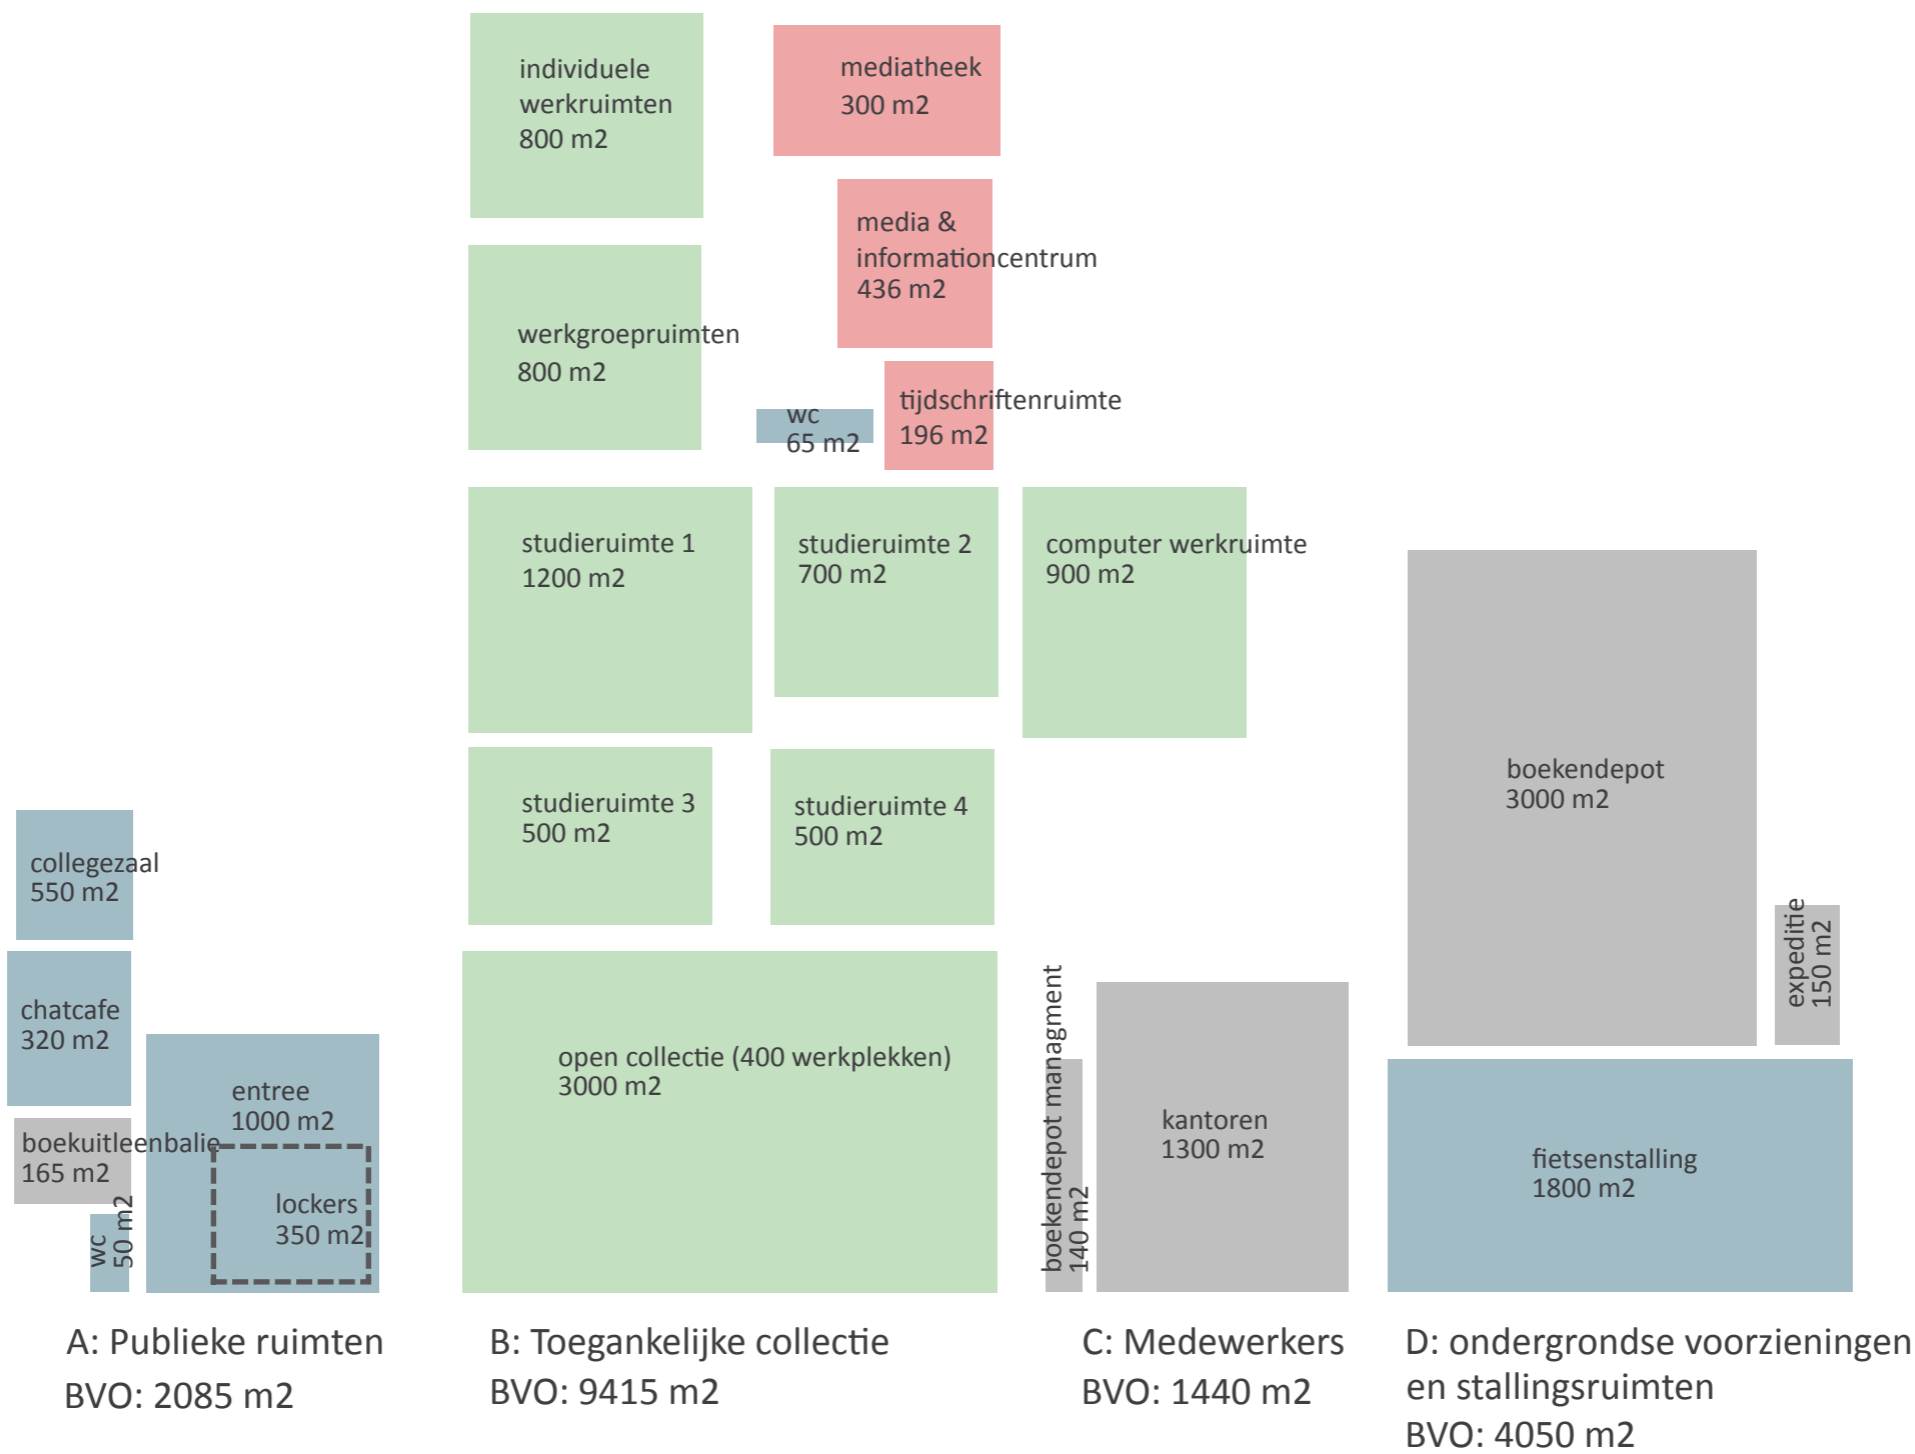 individuele
werkruimten
800 m2
mediatheek
300 m2
media &
informationcentrum
436 m2
werkgroepruimten
800 m2
wc
65 m2
tijdschriftenruimte
196 m2
studieruimte 1
1200 m2
studieruimte 2
700 m2
computer werkruimte
900 m2
studieruimte 3
500 m2
studieruimte 4
500 m2
boekendepot
3000 m2
expeditie
150 m2
collegezaal
550 m2
chatcafe
320 m2
boekuitleenbalie
165 m2
wc
50 m2
entree
1000 m2
lockers
350 m2
open collectie (400 werkplekken)
3000 m2
boekendepot managment
140 m2
kantoren
1300 m2
fietsenstalling
1800 m2
A: Publieke ruimten
BVO: 2085 m2
B: Toegankelijke collectie
BVO: 9415 m2
C: Medewerkers
BVO: 1440 m2
D: ondergrondse voorzieningen
en stallingsruimten
BVO: 4050 m2